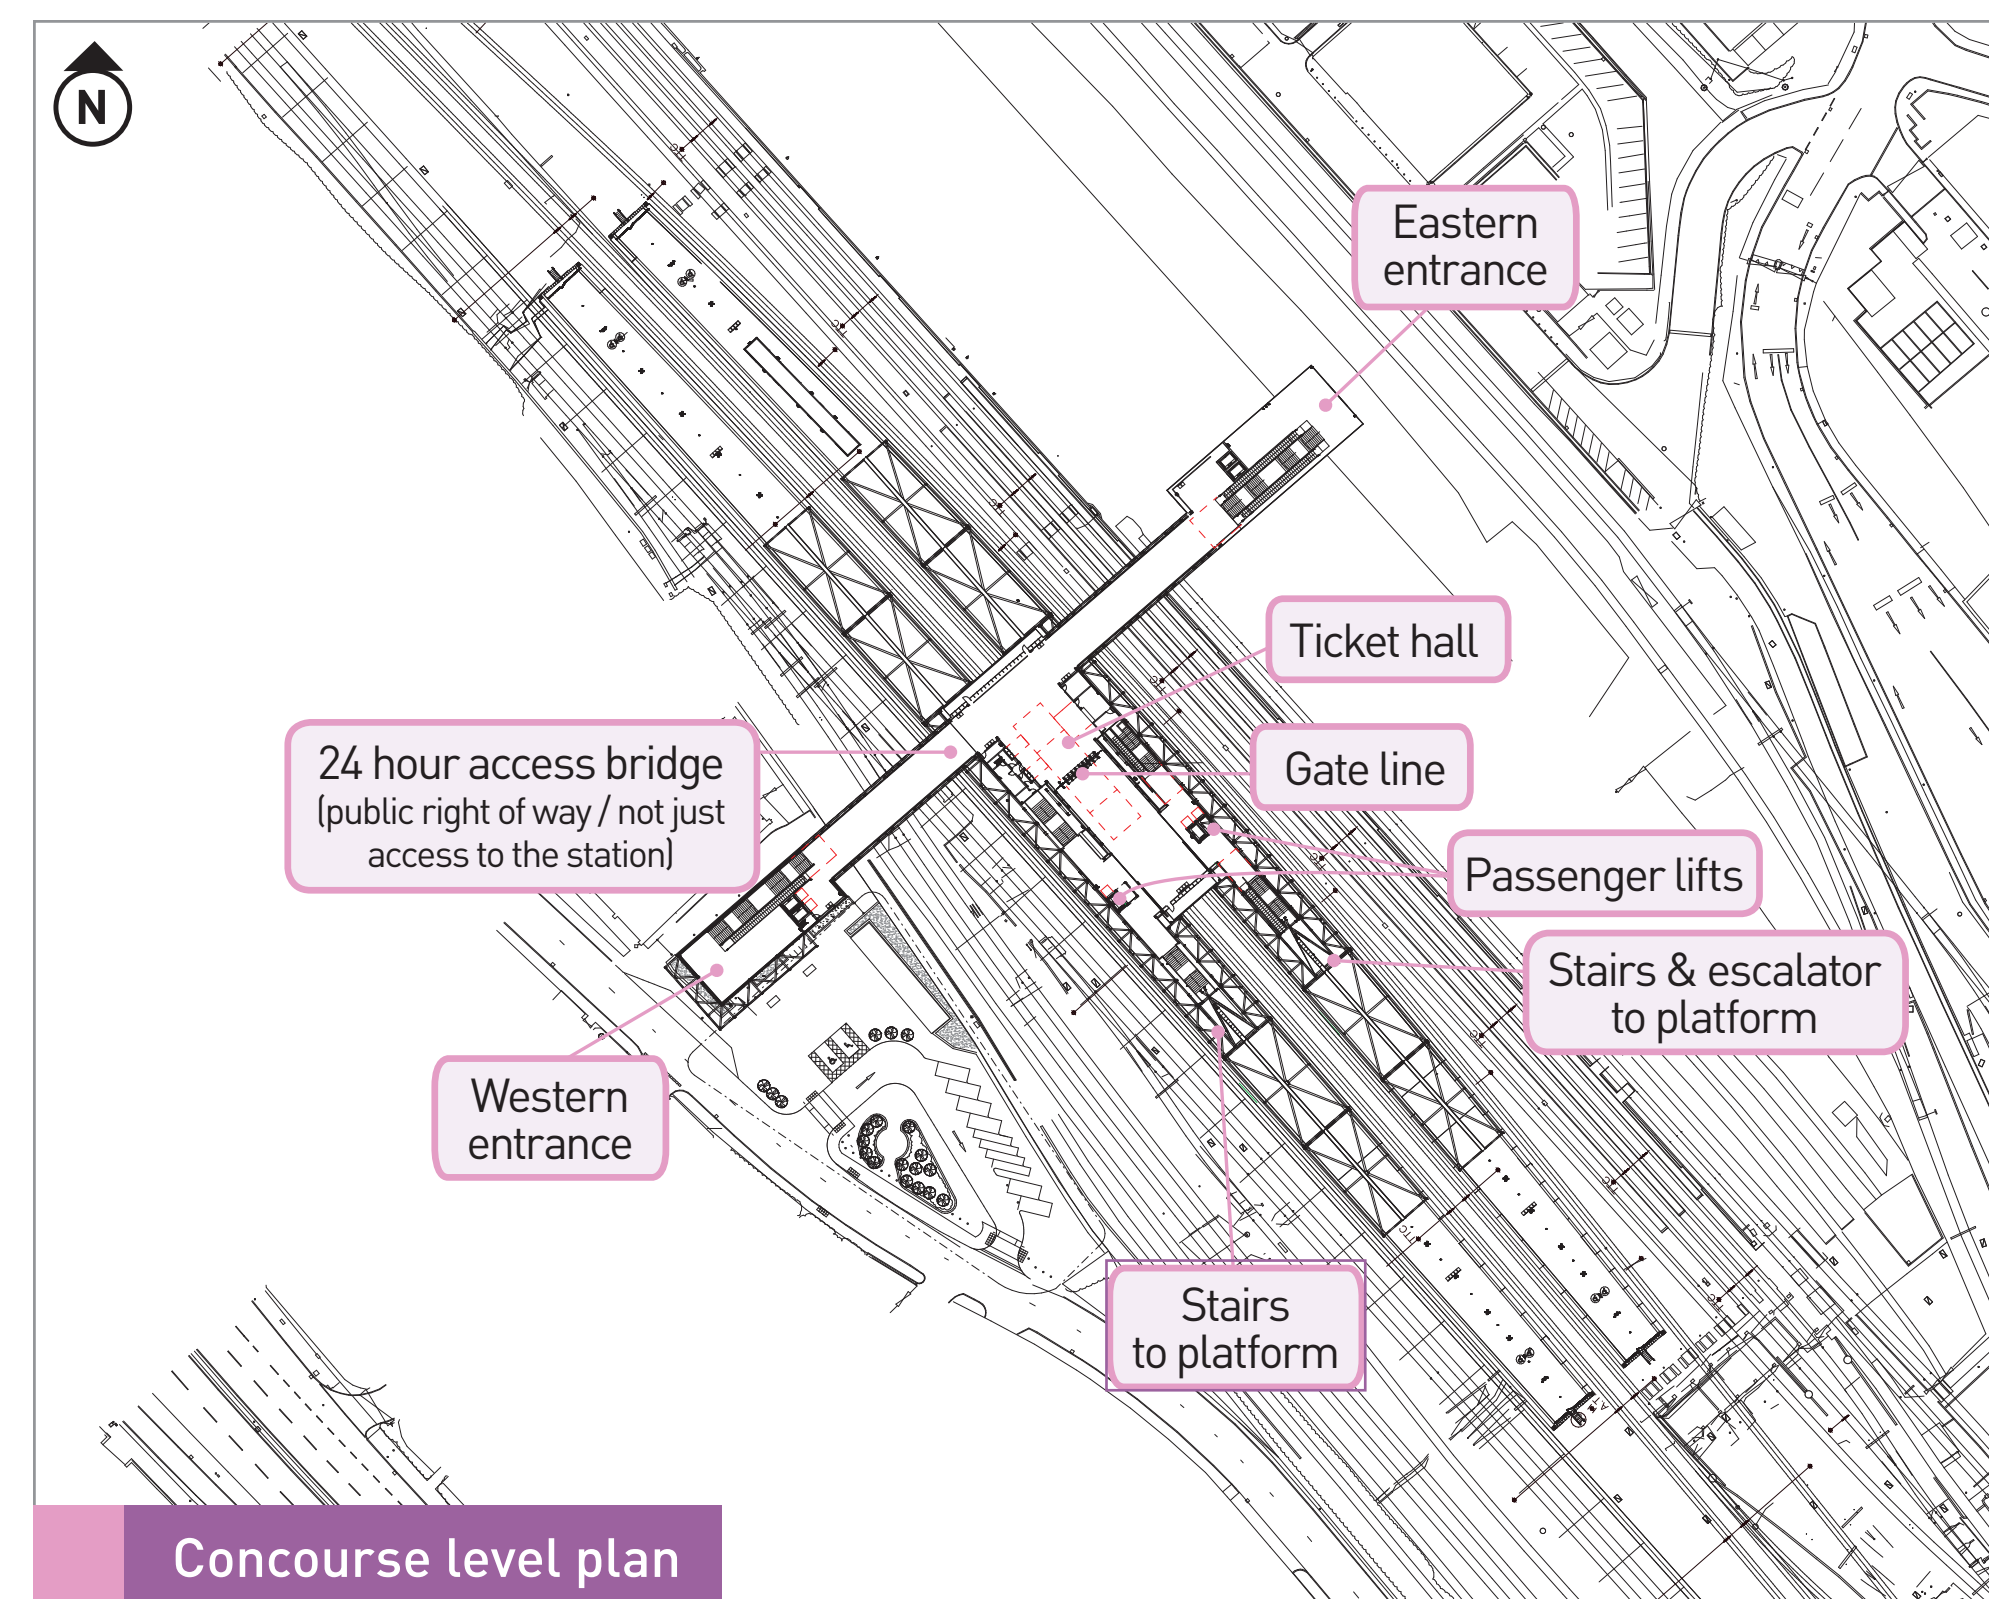 N
Eastern
entrance
Ticket hall
24 hour access bridge
(public right of way / not just
access to the station)
Gate line
Passenger lifts
Stairs & escalator
to platform
Western
entrance
Stairs
to platform
Concourse level plan